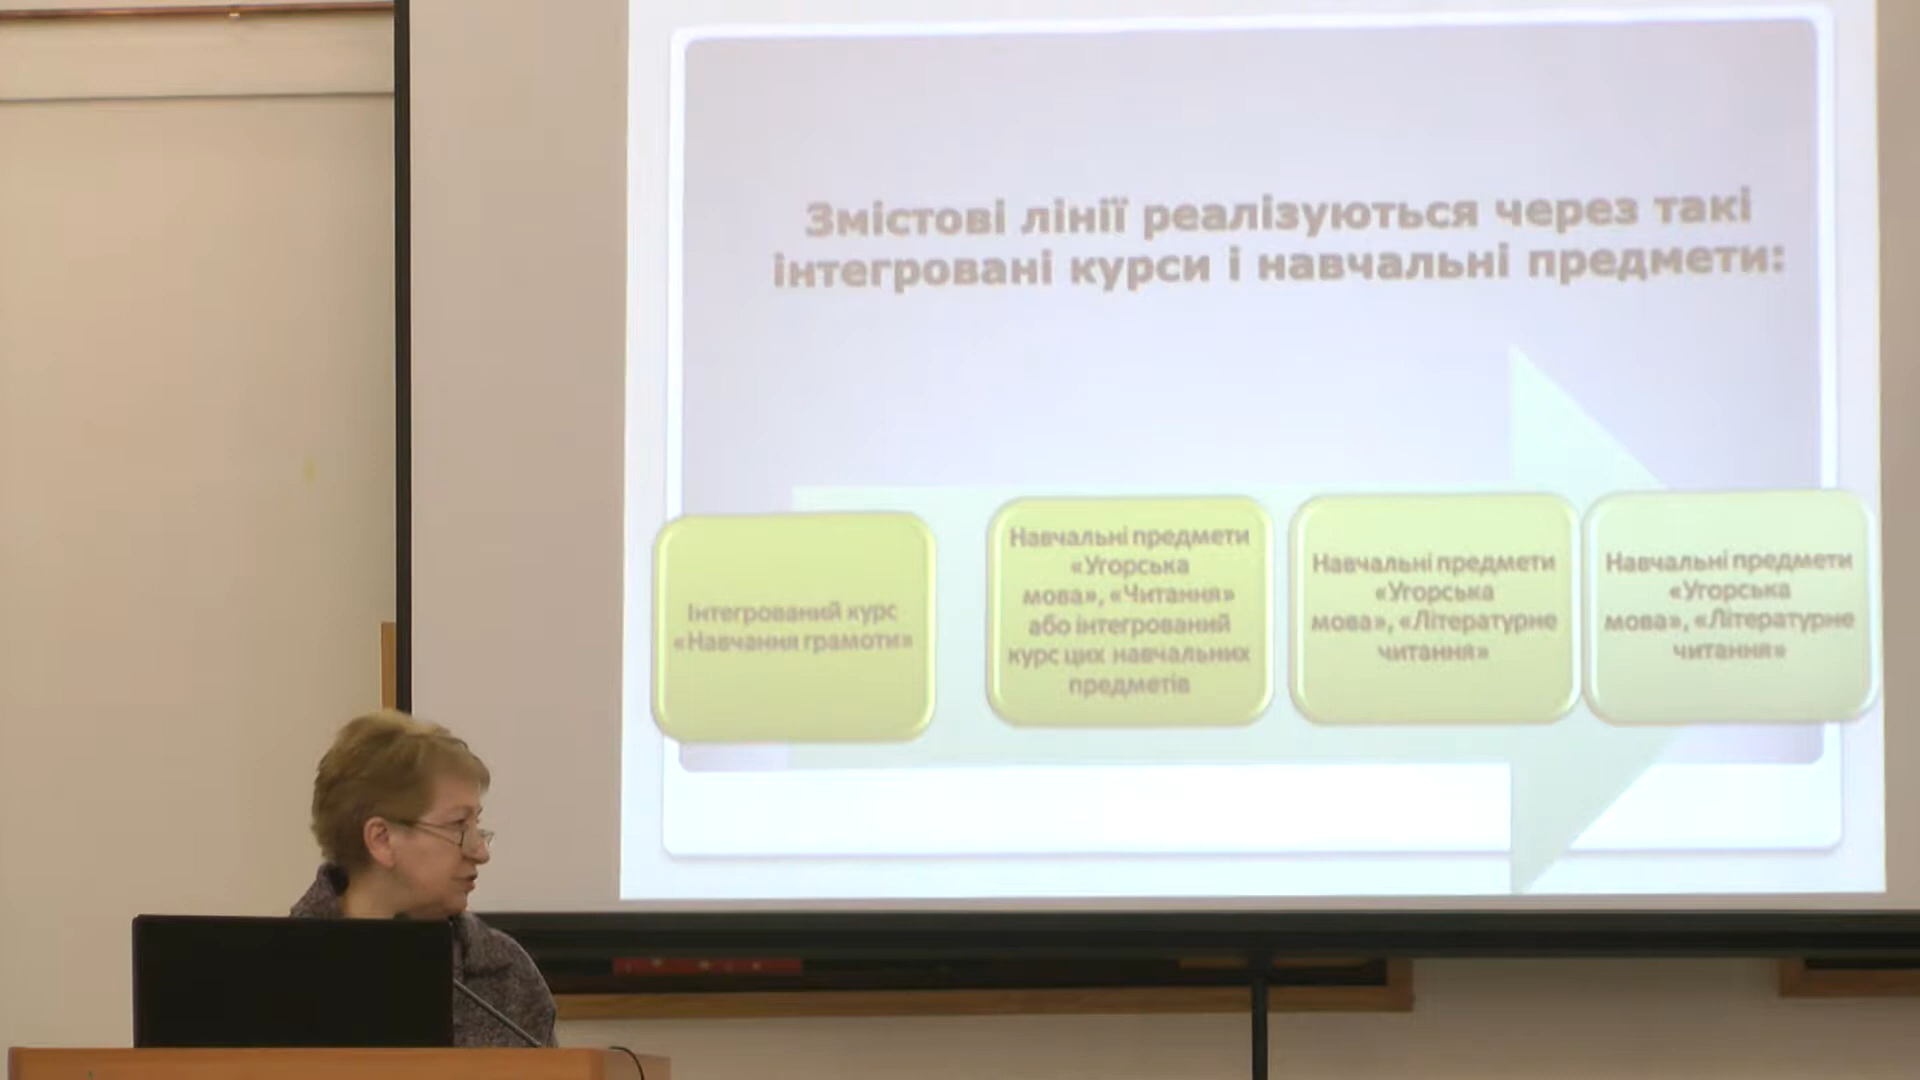 Змістові лінії реалізуються через такі
інтегровані курси і навчальні предмети:
Інтегрований курс
«Навчання грамоти»
Навчальні предмети
«Угорська
мова», «Читання»
або інтегрований
курс цих навчальних
предметів
Навчальні предмети
«Угорська
мова», «Літературне
читання»
Навчальні предмети
«Угорська
мова», «Літературне
читання»